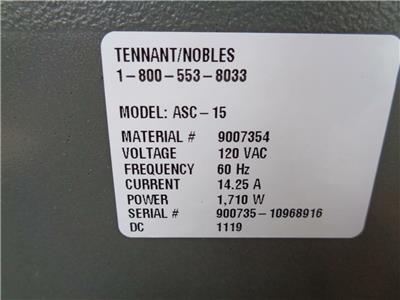 TENNANT/NOBLES
1-800-553-8033
MODEL: ASC-15
MATERIAL # 9007354
VOLTAGE 120 VAC
FREQUENCY 60 Hz
CURRENT 14.25 A
POWER 1,710 W
SERIAL # 900735-10968916
DC 1119